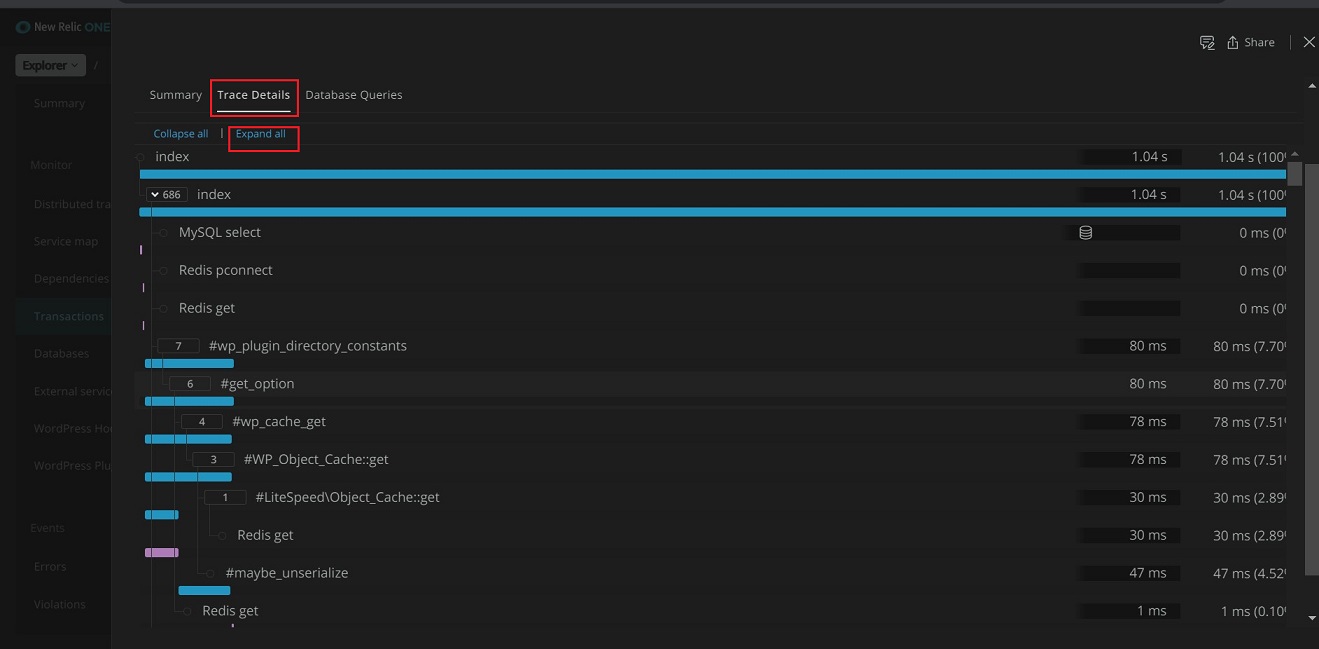 New Relic ONE
Explorer /
Share
Summary
Monitor
Distributed tra
Service map
Dependencies
Transactions
Databases
External servic
WordPress Ho
WordPress Plu
Events
Errors
Violations
Summary Trace Details Database Queries
Collapse all | Expand all
index 1.04 s 1.04 s (100%
686 index 1.04 s 1.04 s (100%
MySQL select 0 ms (0%
Redis pconnect 0 ms (0%
Redis get 0 ms (0%
7 #wp_plugin_directory_constants 80 ms 80 ms (7.70%
6 #get_option 80 ms 80 ms (7.70%
4 #wp_cache_get 78 ms 78 ms (7.51%
3 #WP_Object_Cache::get 78 ms 78 ms (7.51%
1 #LiteSpeed\Object_Cache::get 30 ms 30 ms (2.89%
Redis get 30 ms 30 ms (2.89%
#maybe_unserialize 47 ms 47 ms (4.52%
Redis get 1 ms 1 ms (0.10%